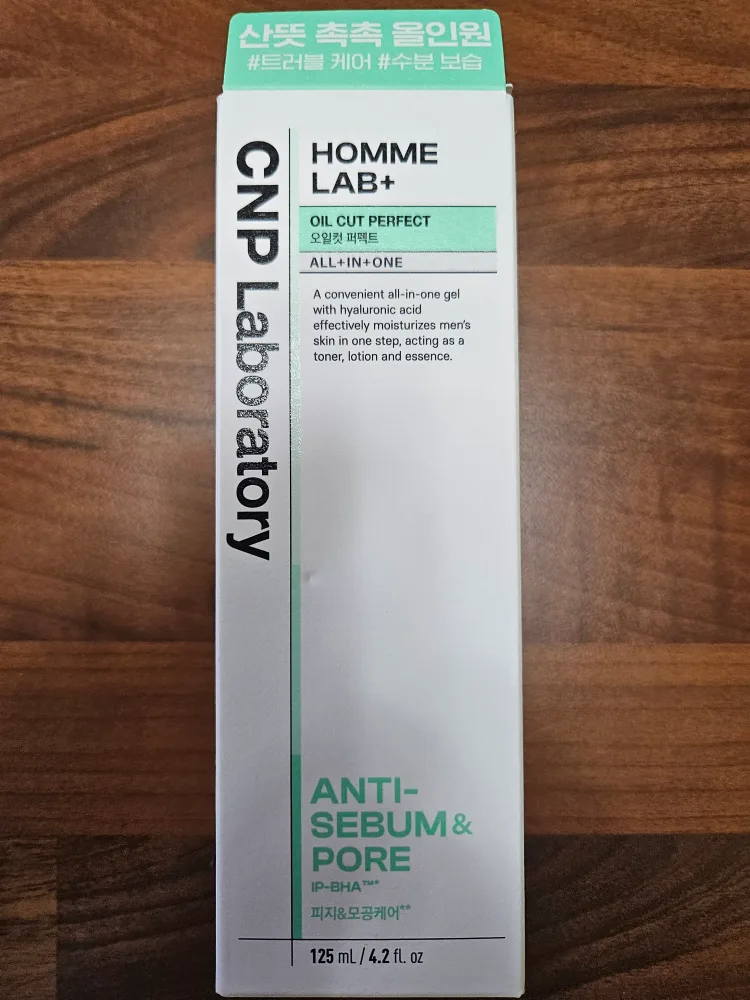 산뜻 촉촉 올인원
#트러블 케어 #수분 보습
CNP Laboratory
HOMME
LAB+
OIL CUT PERFECT
오일컷 퍼펙트
ALL+IN+ONE
A convenient all-in-one gel
with hyaluronic acid
effectively moisturizes men's
skin in one step, acting as a
toner, lotion and essence.
ANTI-
SEBUM &
PORE
IP-BHA™*
피지&모공케어**
125 mL / 4.2 fl. oz